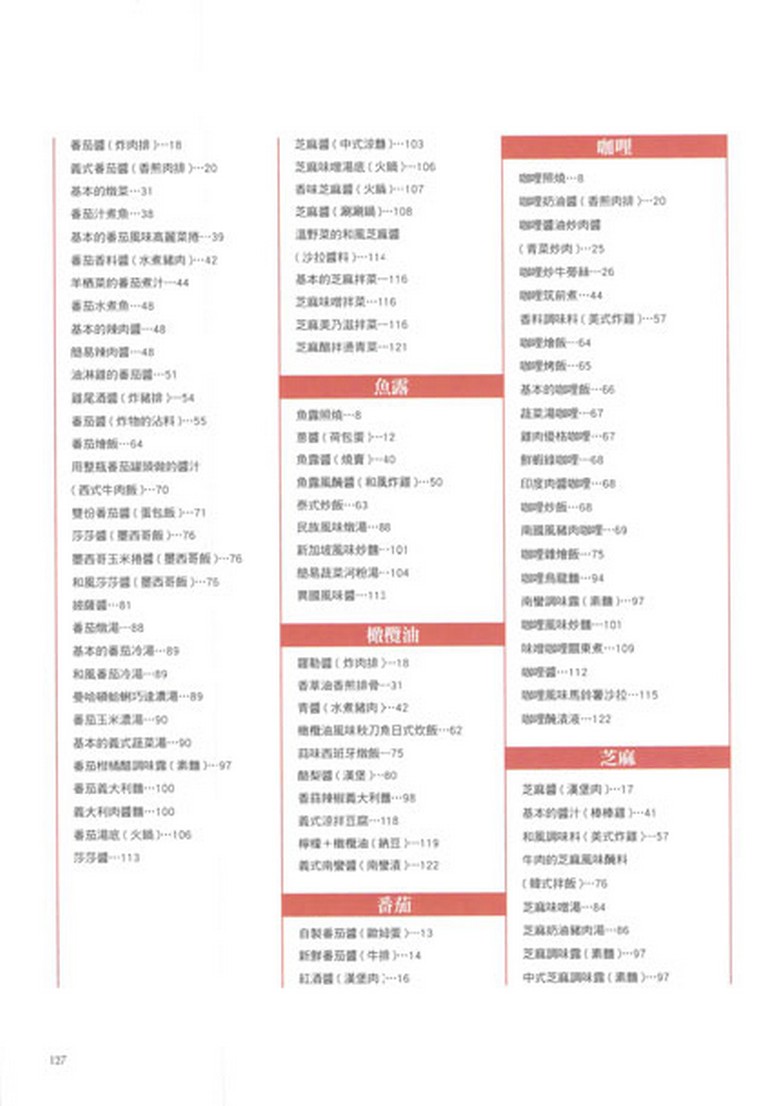 咖哩
咖哩照燒…8
咖哩奶油醬（香煎肉排）…20
咖哩醬油炒肉醬
（青菜炒肉）…25
咖哩炒牛蒡絲…26
咖哩筑前煮…44
香料調味料（美式炸雞）…57
咖哩燴飯…64
咖哩烤飯…65
基本的咖哩飯…66
蔬菜湯咖哩…67
雞肉優格咖哩…67
鮮蝦綠咖哩…68
印度肉醬咖哩…68
咖哩炒飯…68
南國風豬肉咖哩…69
咖哩雜燴飯…75
咖哩烏龍麵…94
南蠻調味露（素麵）…97
咖哩風味炒麵…101
味噌咖哩關東煮…109
咖哩醬…112
咖哩風味馬鈴薯沙拉…115
咖哩醃漬液…122
芝麻
芝麻醬（漢堡肉）…17
基本的醬汁（棒棒雞）…41
和風調味料（美式炸雞）…57
牛肉的芝麻風味醃料
（韓式拌飯）…76
芝麻味噌湯…84
芝麻奶油豬肉湯…86
芝麻調味露（素麵）…97
中式芝麻調味露（素麵）…97
芝麻醬（中式涼麵）…103
芝麻味噌湯底（火鍋）…106
香味芝麻醬（火鍋）…107
芝麻醬（涮涮鍋）…108
溫野菜的和風芝麻醬
（沙拉醬料）…114
基本的芝麻拌菜…116
芝麻味噌拌菜…116
芝麻美乃滋拌菜…116
芝麻醋拌燙青菜…121
魚露
魚露照燒…8
蔥醬（荷包蛋）…12
魚露醬（燒賣）…40
魚露風醃醬（和風炸雞）…50
泰式炒飯…63
民族風味燉湯…88
新加坡風味炒麵…101
簡易蔬菜河粉湯…104
異國風味醬…113
橄欖油
羅勒醬（炸肉排）…18
香草油香煎排骨…31
青醬（水煮豬肉）…42
橄欖油風味秋刀魚日式炊飯…62
蒜味西班牙燉飯…75
酪梨醬（漢堡）…80
香蒜辣椒義大利麵…98
義式涼拌豆腐…118
檸檬＋橄欖油（納豆）…119
義式南蠻醬（南蠻漬）…122
番茄
自製番茄醬（歐姆蛋）…13
新鮮番茄醬（牛排）…14
紅酒醬（漢堡肉）…16
番茄醬（炸肉排）…18
義式番茄醬（香煎肉排）…20
基本的燉菜…31
番茄汁煮魚…38
基本的番茄風味高麗菜捲…39
番茄香料醬（水煮豬肉）…42
羊栖菜的番茄煮汁…44
番茄水煮魚…48
基本的辣肉醬…48
簡易辣肉醬…48
油淋雞的番茄醬…51
雞尾酒醬（炸豬排）…54
番茄醬（炸物的沾料）…55
番茄燴飯…64
用整瓶番茄罐頭做的醬汁
（西式牛肉飯）…70
雙份番茄醬（蛋包飯）…71
莎莎醬（墨西哥飯）…76
墨西哥玉米捲醬（墨西哥飯）…76
和風莎莎醬（墨西哥飯）…76
披薩醬…81
番茄燉湯…88
基本的番茄冷湯…89
和風番茄冷湯…89
曼哈頓蛤蜊巧達濃湯…89
番茄玉米濃湯…90
基本的義式蔬菜湯…90
番茄柑橘醋調味露（素麵）…97
番茄義大利麵…100
義大利肉醬麵…100
番茄湯底（火鍋）…106
莎莎醬…113
127